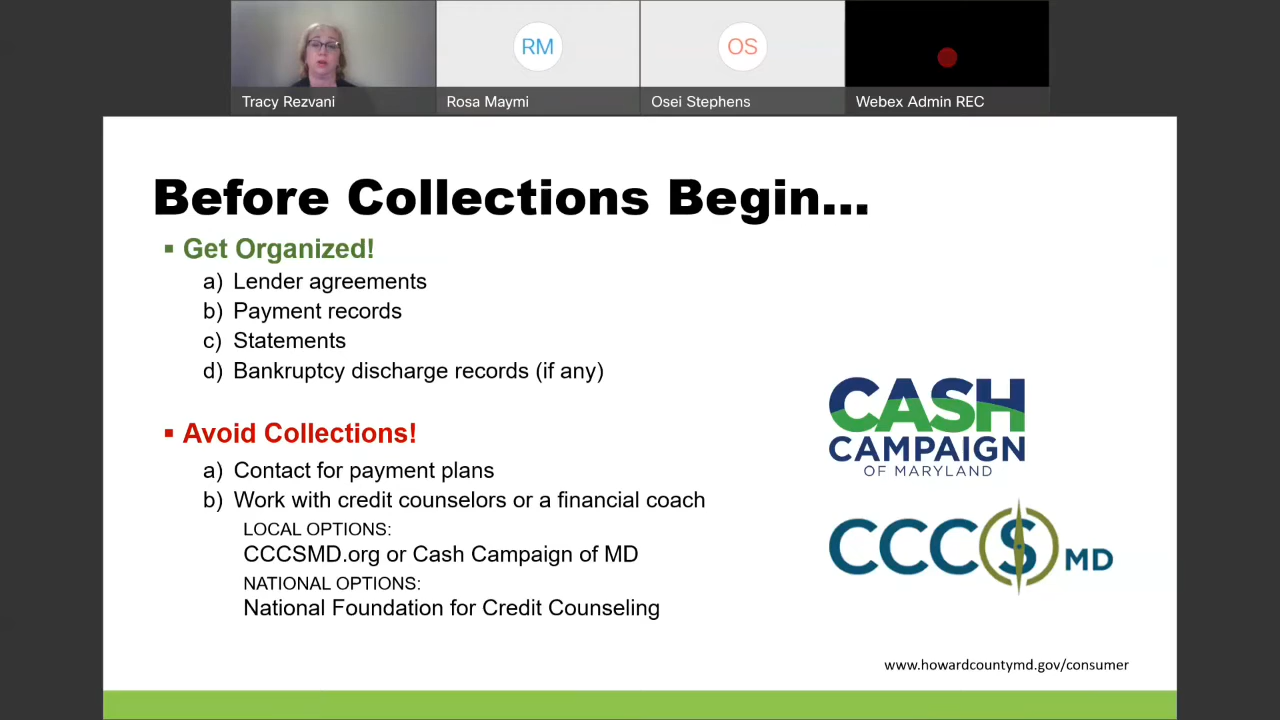 RM
OS
Tracy Rezvani
Rosa Maymi
Osei Stephens
Webex Admin REC
Before Collections Begin...
▪ Get Organized!
a) Lender agreements
b) Payment records
c) Statements
d) Bankruptcy discharge records (if any)
▪ Avoid Collections!
a) Contact for payment plans
b) Work with credit counselors or a financial coach
LOCAL OPTIONS:
CCCSMD.org or Cash Campaign of MD
NATIONAL OPTIONS:
National Foundation for Credit Counseling
CASH
CAMPAIGN
OF MARYLAND
CCCS MD
www.howardcountymd.gov/consumer